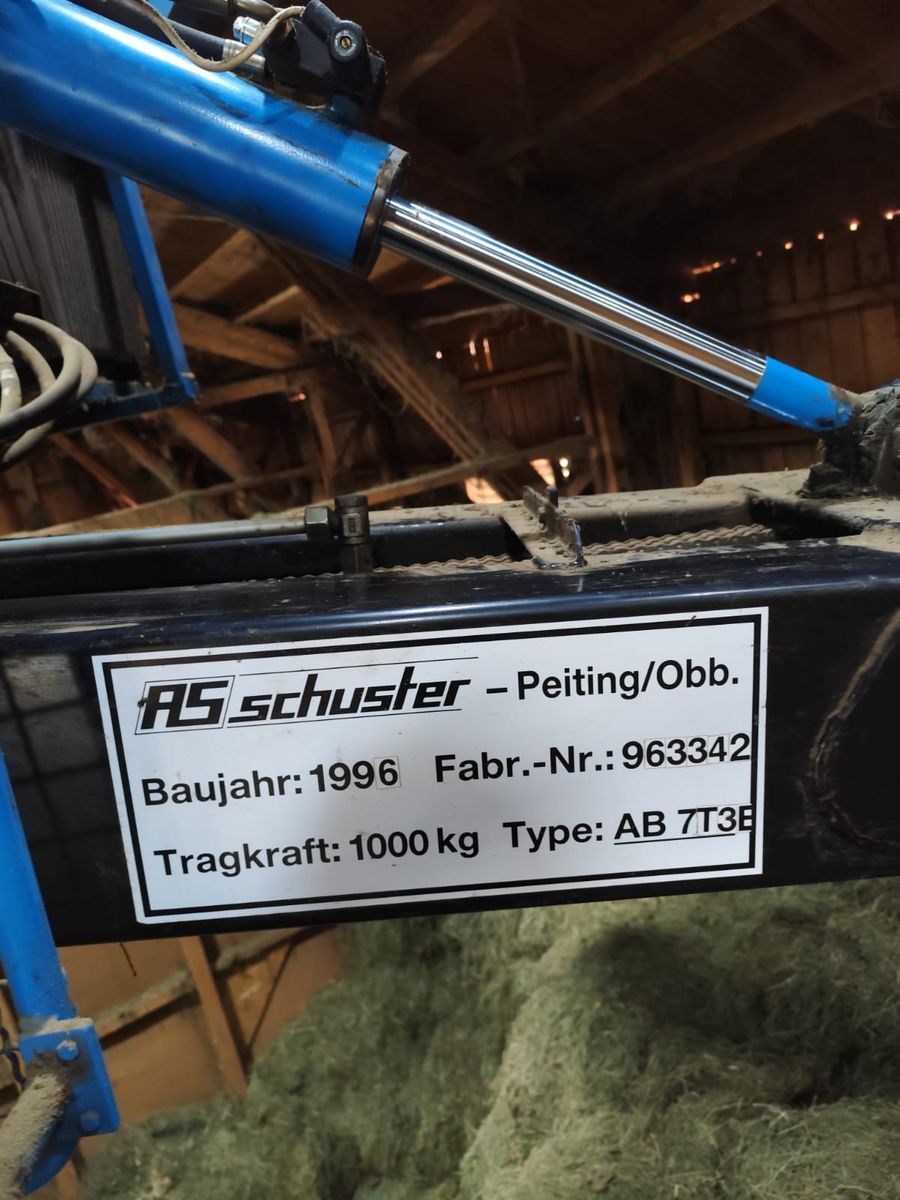 AS schuster – Peiting/Obb.
Baujahr: 1996 Fabr.-Nr.: 963342
Tragkraft: 1000 kg Type: AB 7T3E